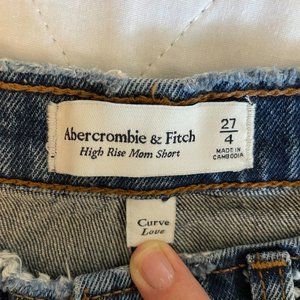 Abercrombie & Fitch
High Rise Mom Short
27
4
MADE IN
CAMBODIA
Curve
Love